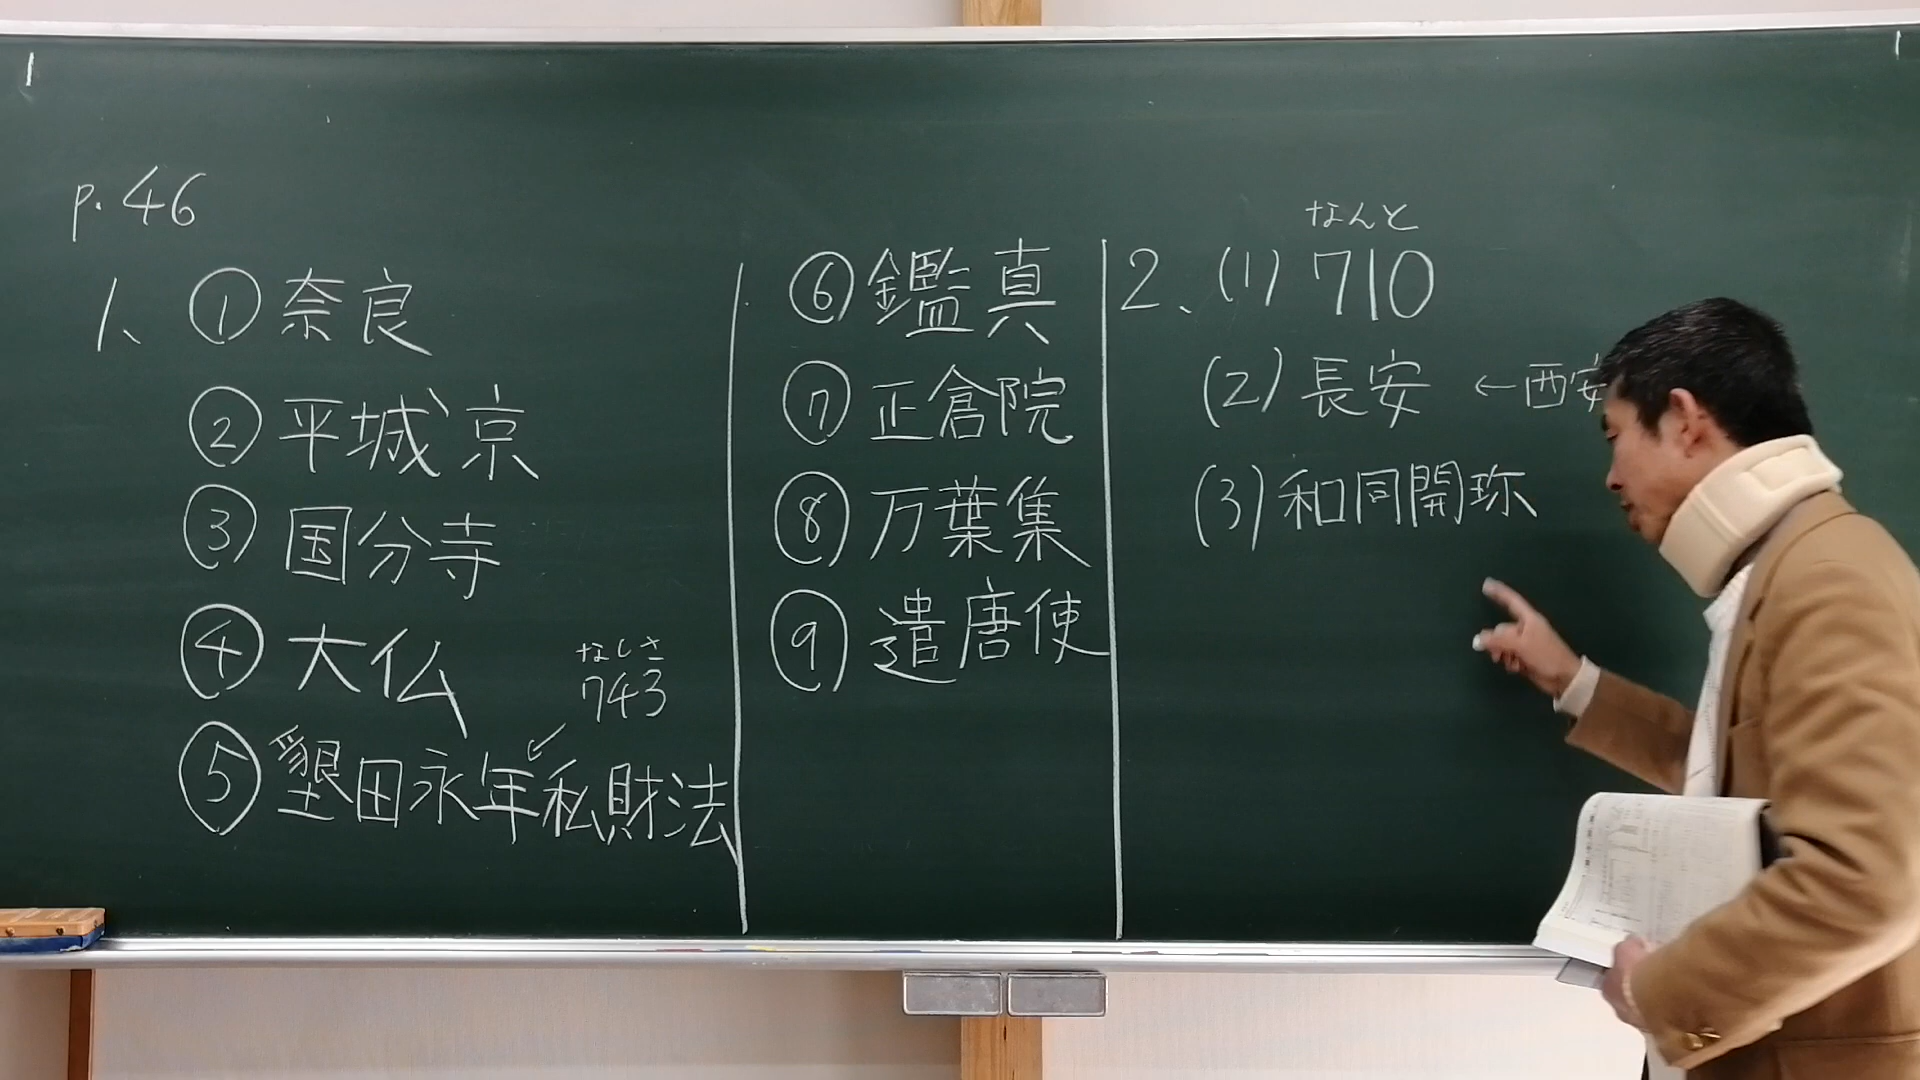 p.46
1、① 奈良
② 平城京
③ 国分寺
④ 大仏
なしさ
743
⑤ 墾田永年私財法
⑥ 鑑真
⑦ 正倉院
⑧ 万葉集
⑨ 遣唐使
なんと
2、(1) 710
(2) 長安 ←西安
(3) 和同開珎